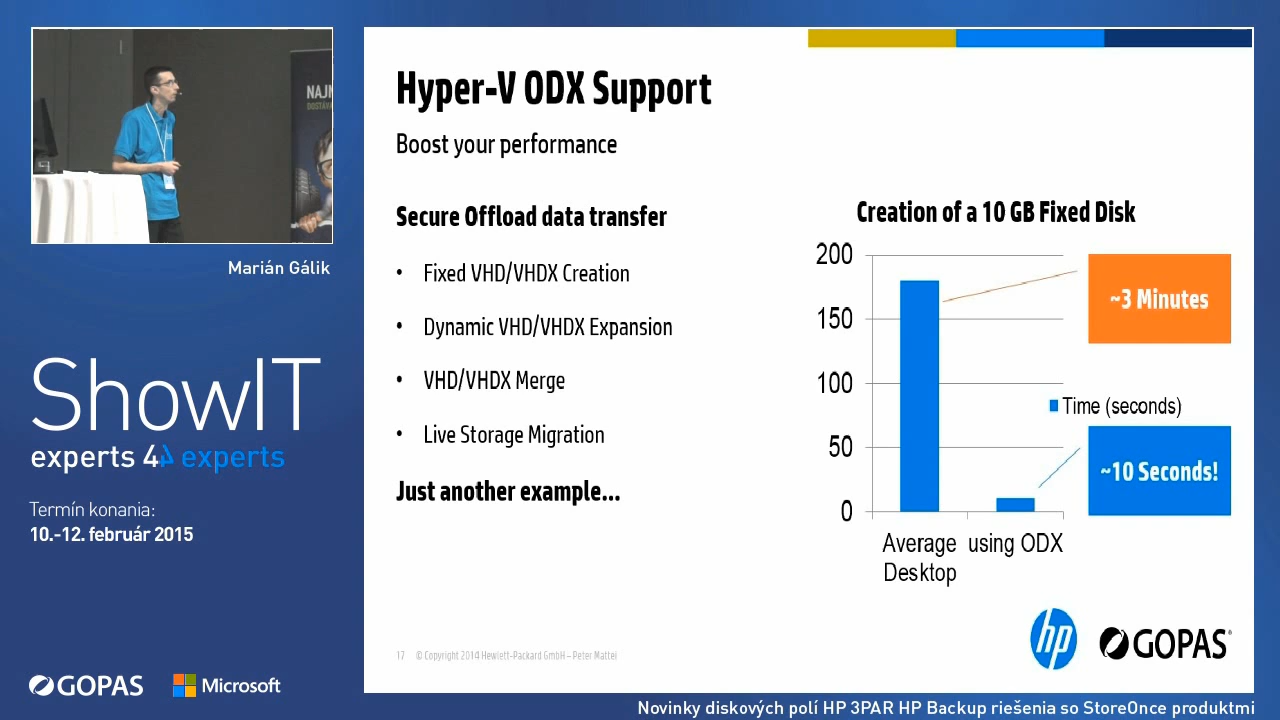 NAJM
DOSTÁVA
Marián Gálik
ShowIT
experts 4 experts
Termín konania:
10.-12. február 2015
GOPAS
Microsoft
Hyper-V ODX Support
Boost your performance
Secure Offload data transfer
• Fixed VHD/VHDX Creation
• Dynamic VHD/VHDX Expansion
• VHD/VHDX Merge
• Live Storage Migration
Just another example...
Creation of a 10 GB Fixed Disk
200
150
100
50
0
~3 Minutes
Time (seconds)
~10 Seconds!
Average Desktop
using ODX
17 © Copyright 2014 Hewlett-Packard GmbH – Peter Mattei
hp
GOPAS®
Novinky diskových polí HP 3PAR HP Backup riešenia so StoreOnce produktmi